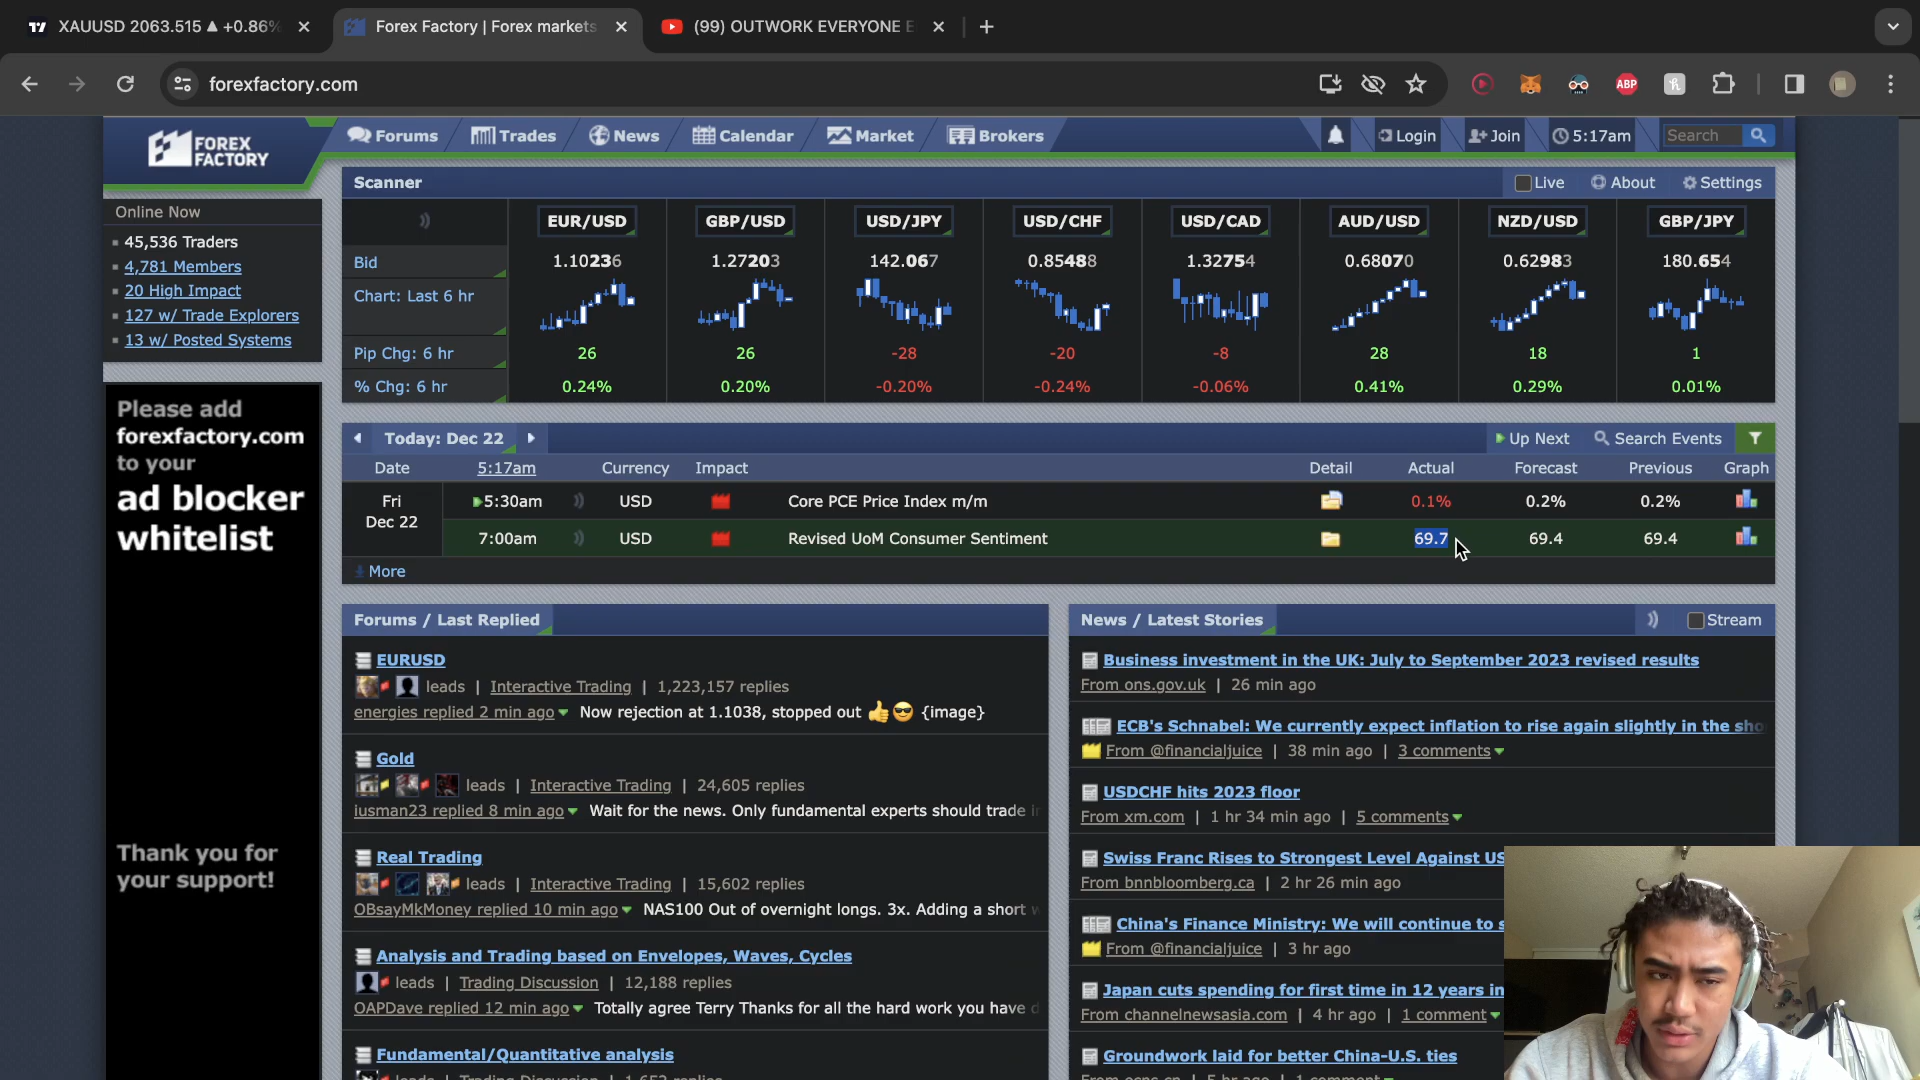 XAUUSD 2063.515 ▲ +0.86%
Forex Factory | Forex markets
(99) OUTWORK EVERYONE
forexfactory.com
ABP
FOREX FACTORY
Forums
Trades
News
Calendar
Market
Brokers
Login
Join
5:17am
Search
Online Now
45,536 Traders
4,781 Members
20 High Impact
127 w/ Trade Explorers
13 w/ Posted Systems
Please add
forexfactory.com
to your
ad blocker
whitelist
Thank you for
your support!
Scanner
Live
About
Settings
EUR/USD GBP/USD USD/JPY USD/CHF USD/CAD AUD/USD NZD/USD GBP/JPY
Bid 1.10236 1.27203 142.067 0.85488 1.32754 0.68070 0.62983 180.654
Chart: Last 6 hr
Pip Chg: 6 hr 26 26 -28 -20 -8 28 18 1
% Chg: 6 hr 0.24% 0.20% -0.20% -0.24% -0.06% 0.41% 0.29% 0.01%
Today: Dec 22
Up Next
Search Events
Date 5:17am Currency Impact Detail Actual Forecast Previous Graph
Fri
Dec 22
5:30am USD Core PCE Price Index m/m 0.1% 0.2% 0.2%
7:00am USD Revised UoM Consumer Sentiment 69.7 69.4 69.4
More
Forums / Last Replied
EURUSD
leads | Interactive Trading | 1,223,157 replies
energies replied 2 min ago Now rejection at 1.1038, stopped out 👍😎 {image}
Gold
leads | Interactive Trading | 24,605 replies
iusman23 replied 8 min ago Wait for the news. Only fundamental experts should trade
Real Trading
leads | Interactive Trading | 15,602 replies
OBsayMkMoney replied 10 min ago NAS100 Out of overnight longs. 3x. Adding a short
Analysis and Trading based on Envelopes, Waves, Cycles
leads | Trading Discussion | 12,188 replies
OAPDave replied 12 min ago Totally agree Terry Thanks for all the hard work you have
Fundamental/Quantitative analysis
News / Latest Stories
Stream
Business investment in the UK: July to September 2023 revised results
From ons.gov.uk | 26 min ago
ECB's Schnabel: We currently expect inflation to rise again slightly in the sho
From @financialjuice | 38 min ago | 3 comments
USDCHF hits 2023 floor
From xm.com | 1 hr 34 min ago | 5 comments
Swiss Franc Rises to Strongest Level Against US
From bnnbloomberg.ca | 2 hr 26 min ago
China's Finance Ministry: We will continue to s
From @financialjuice | 3 hr ago
Japan cuts spending for first time in 12 years in
From channelnewsasia.com | 4 hr ago | 1 comment
Groundwork laid for better China-U.S. ties